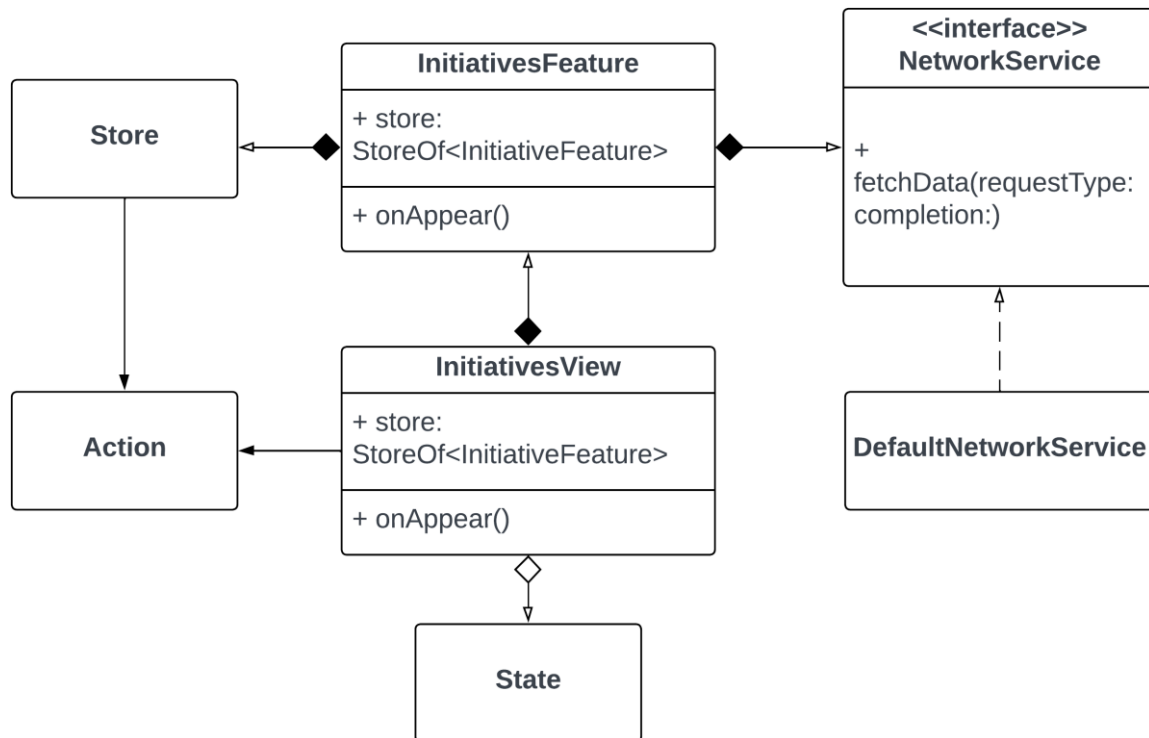 <<interface>>
NetworkService
+
fetchData(requestType:
completion:)
InitiativesFeature
+ store:
StoreOf<InitiativeFeature>
+ onAppear()
Store
InitiativesView
+ store:
StoreOf<InitiativeFeature>
+ onAppear()
Action
DefaultNetworkService
State